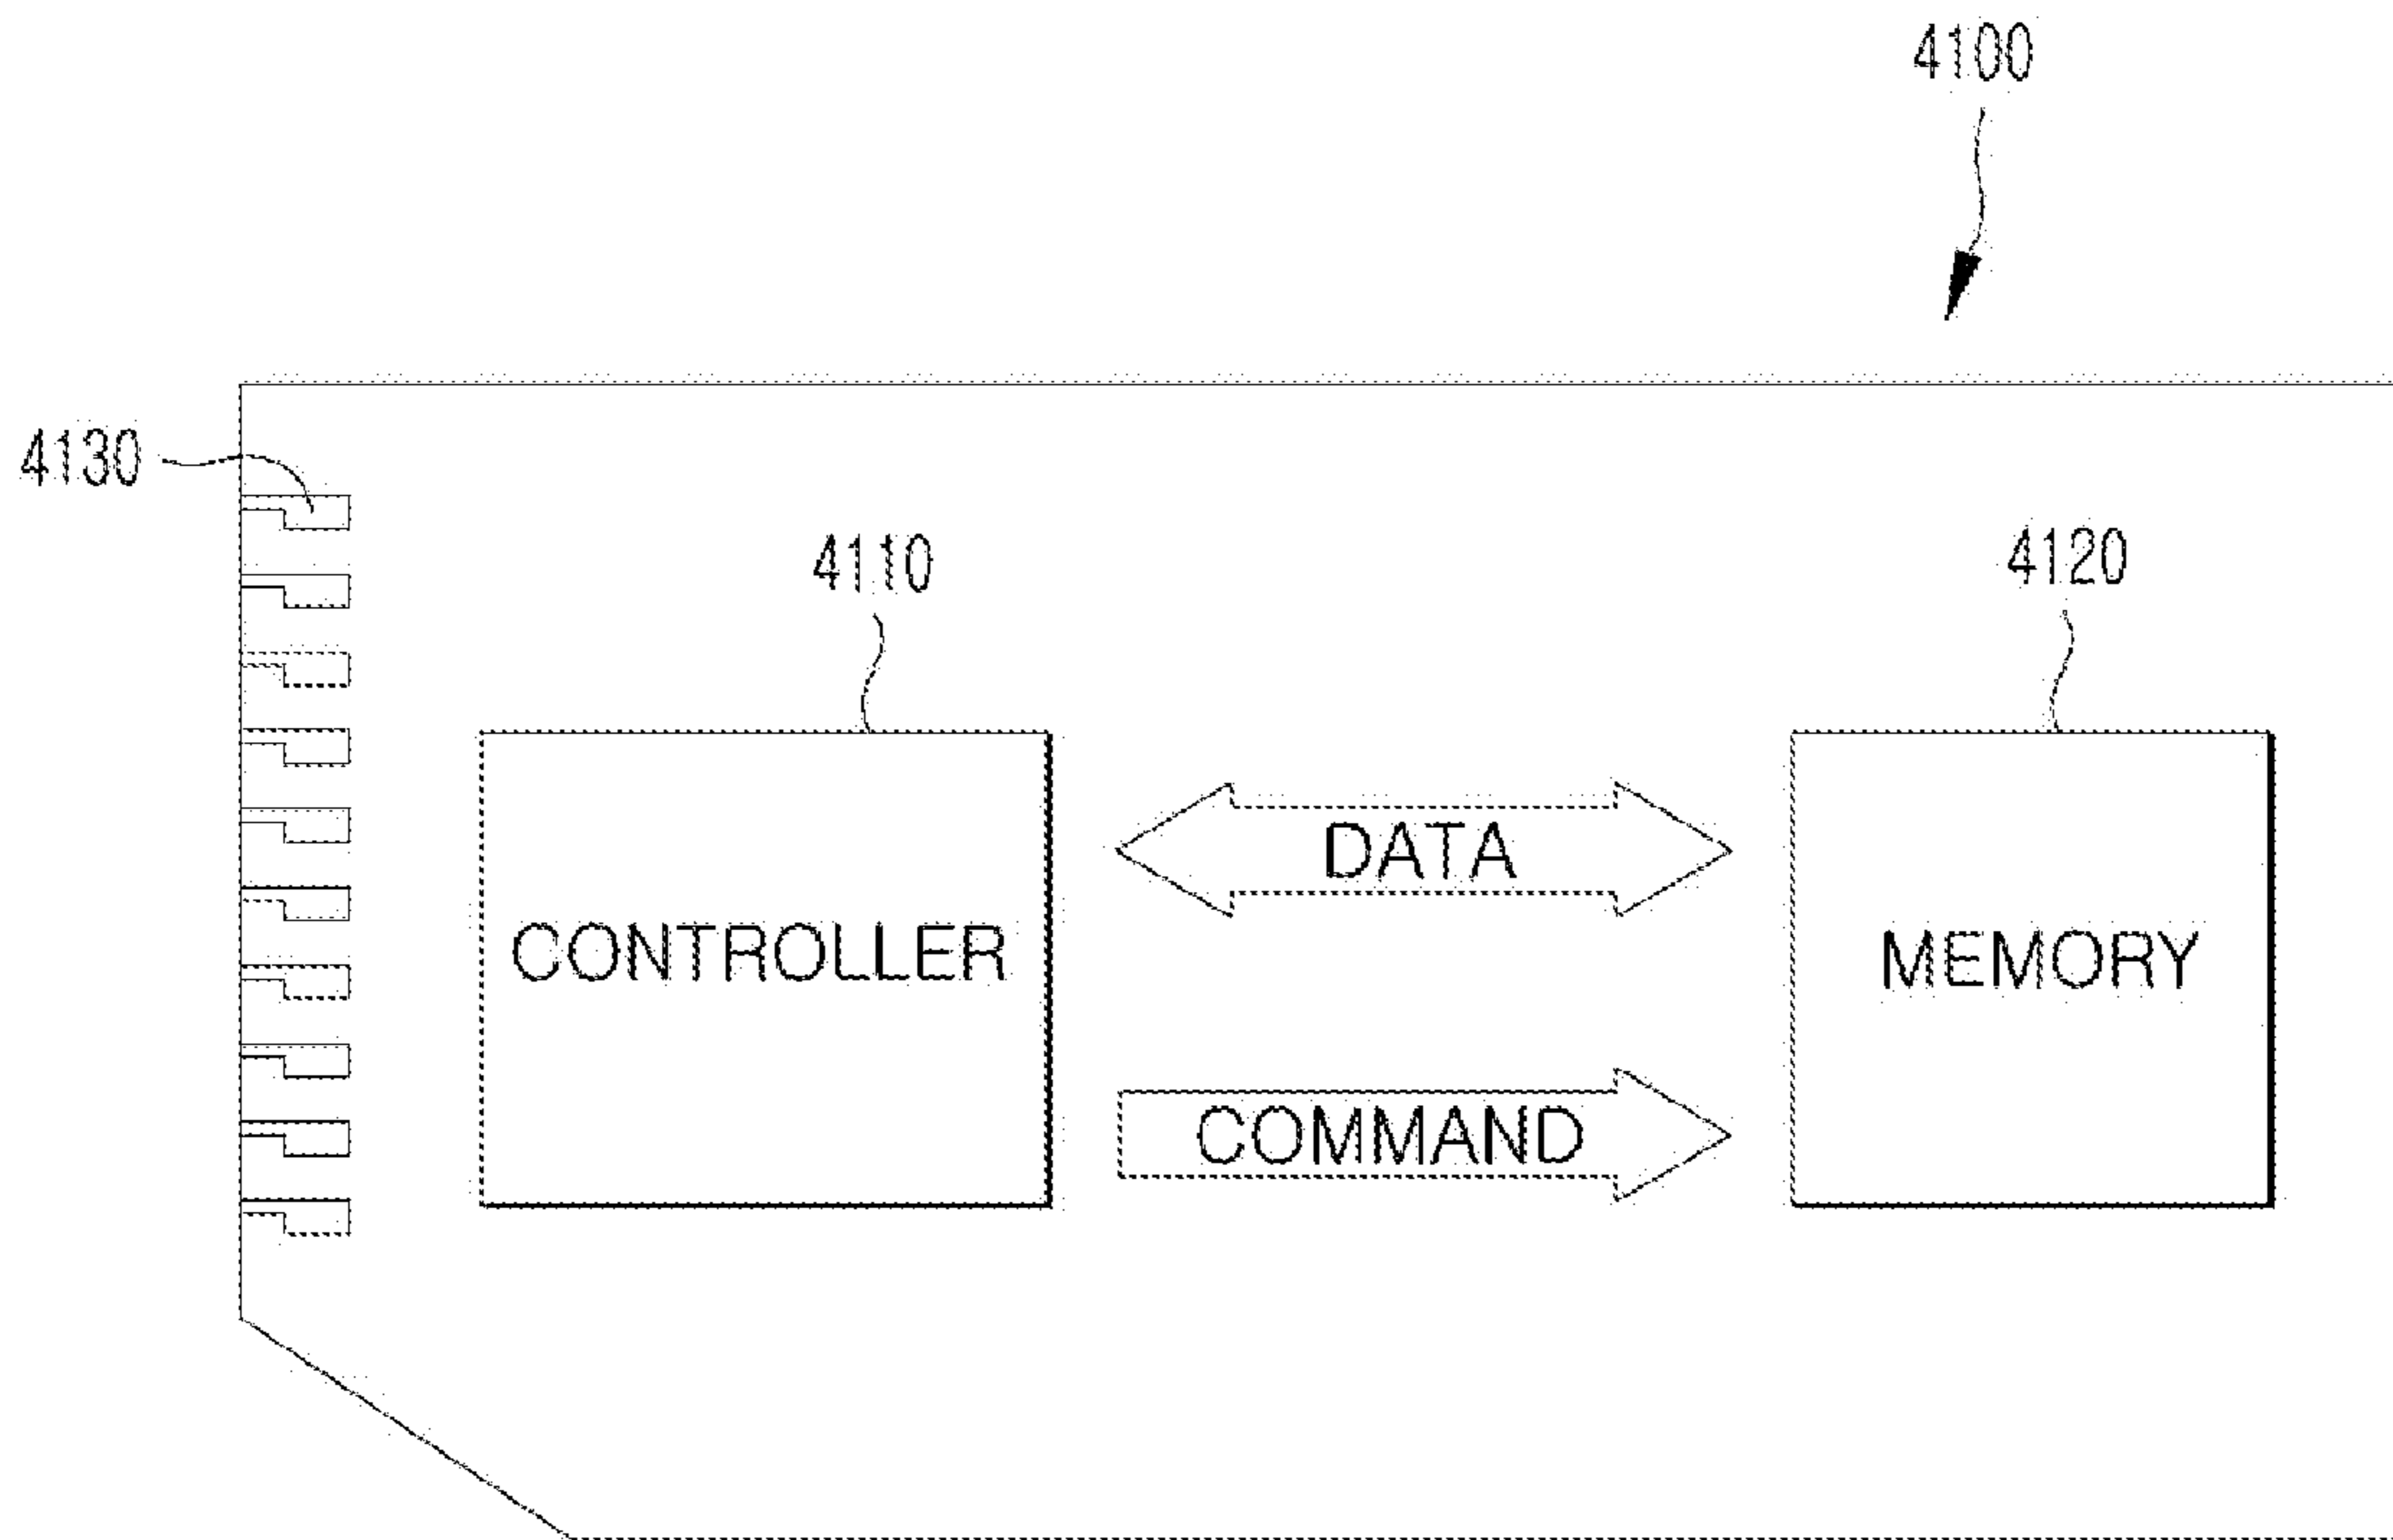 4100
4130
4110
4120
DATA
CONTROLLER
MEMORY
COMMAND